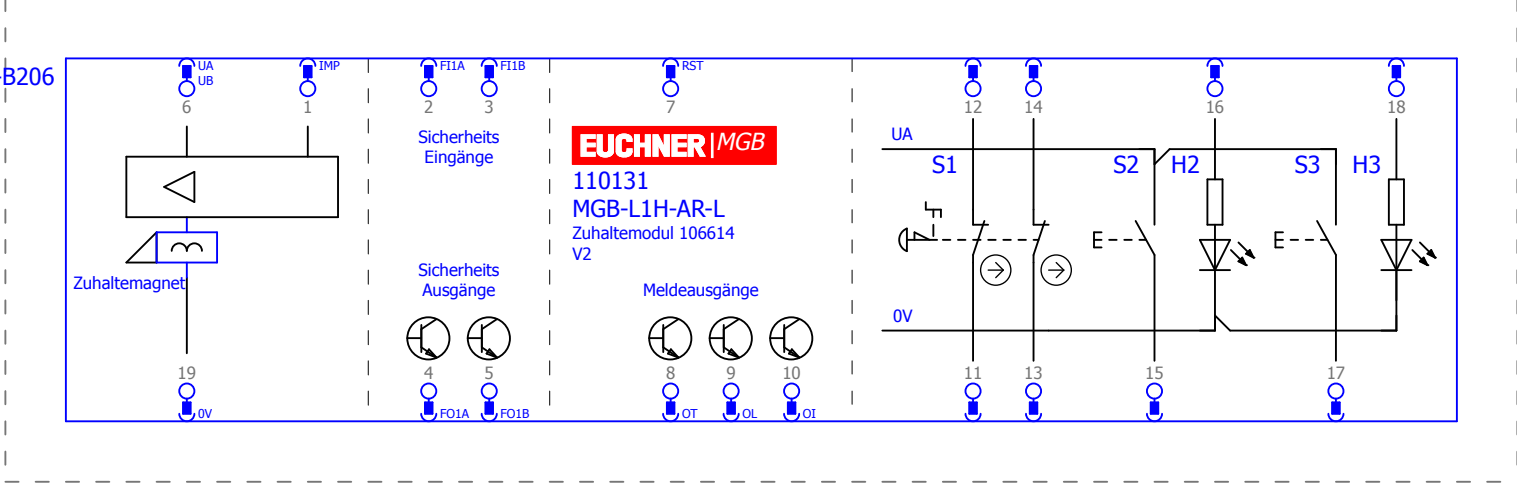 -B206
UA
UB
IMP
FI1A
FI1B
RST
6
1
2
3
7
12
14
16
18
Sicherheits
Eingänge
EUCHNER|MGB
110131
MGB-L1H-AR-L
Zuhaltemodul 106614
V2
UA
S1
S2
H2
S3
H3
Zuhaltemagnet
Sicherheits
Ausgänge
Meldeausgänge
0V
19
4
5
8
9
10
11
13
15
17
0V
FO1A
FO1B
OT
OL
OI